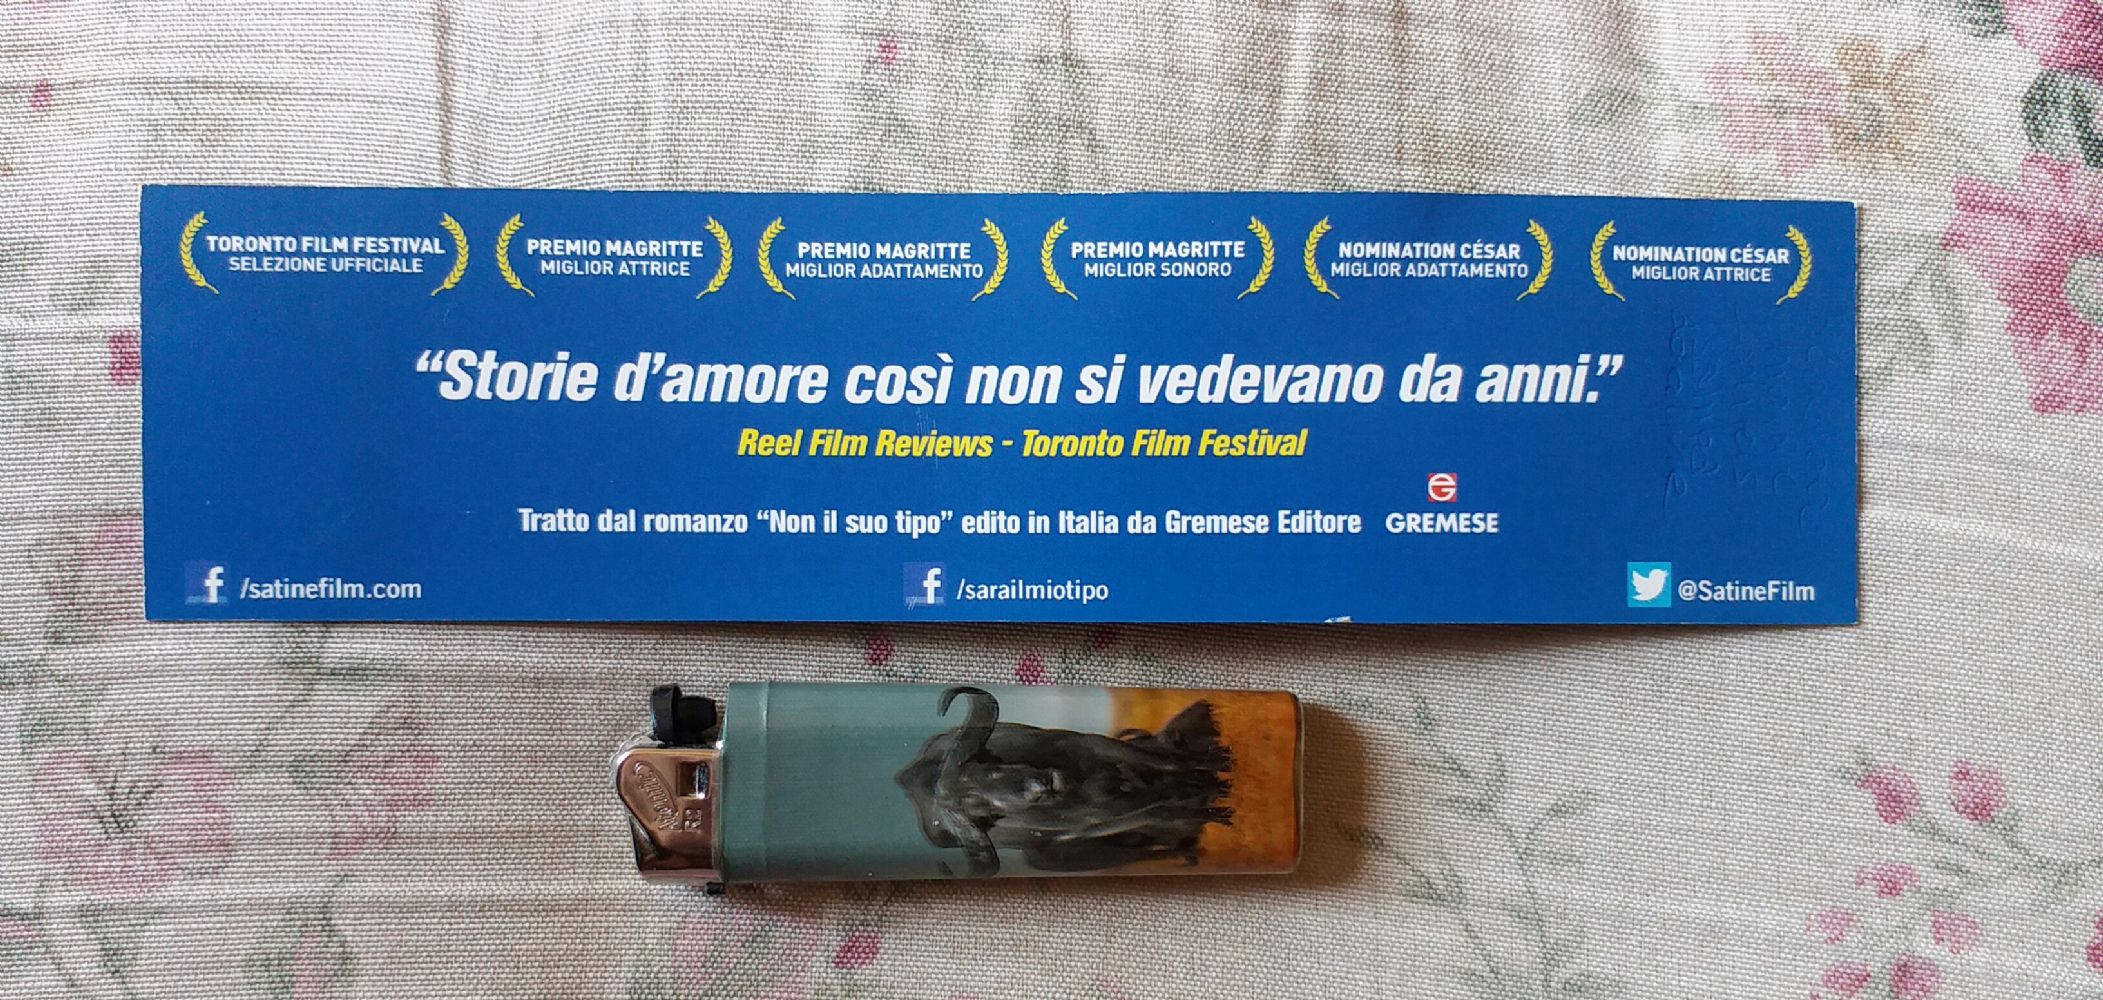 TORONTO FILM FESTIVAL
SELEZIONE UFFICIALE
PREMIO MAGRITTE
MIGLIOR ATTRICE
PREMIO MAGRITTE
MIGLIOR ADATTAMENTO
PREMIO MAGRITTE
MIGLIOR SONORO
NOMINATION CÉSAR
MIGLIOR ADATTAMENTO
NOMINATION CÉSAR
MIGLIOR ATTRICE
“Storie d’amore così non si vedevano da anni.”
Reel Film Reviews - Toronto Film Festival
Tratto dal romanzo “Non il suo tipo” edito in Italia da Gremese Editore GREMESE
/satinefilm.com
/sarailmiotipo
@SatineFilm